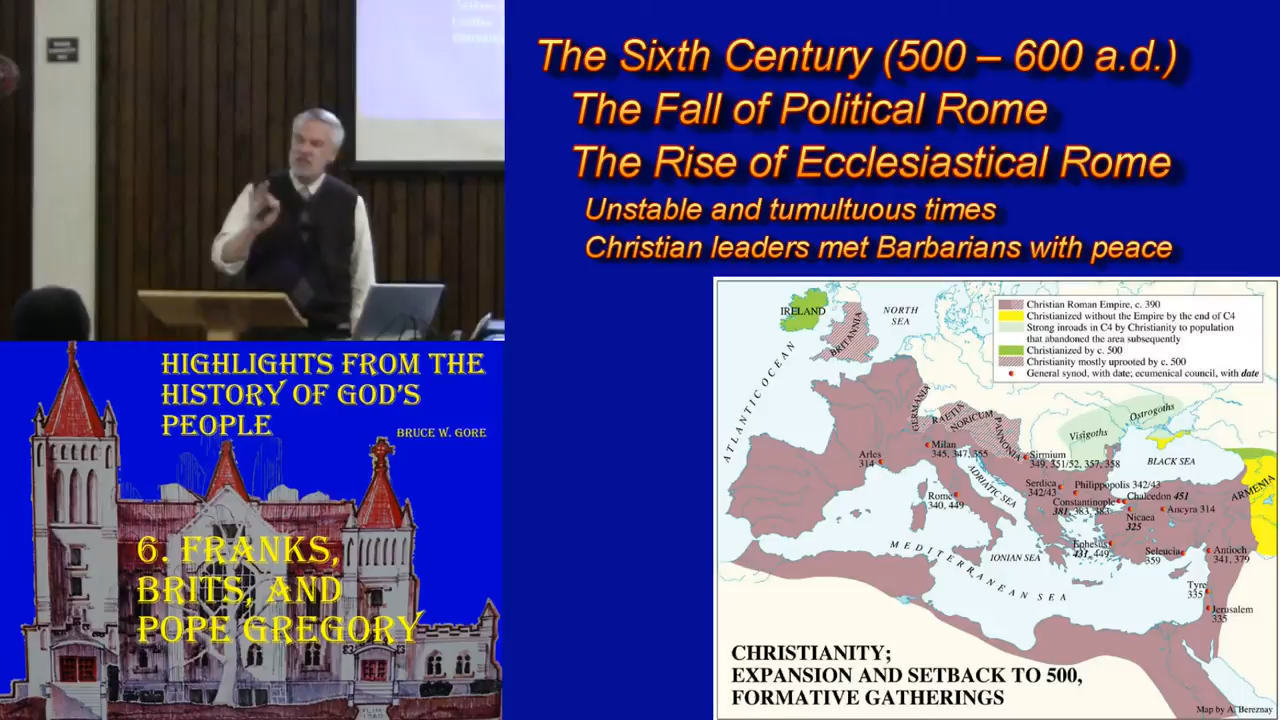 The Sixth Century (500 – 600 a.d.)
The Fall of Political Rome
The Rise of Ecclesiastical Rome
Unstable and tumultuous times
Christian leaders met Barbarians with peace
HIGHLIGHTS FROM THE
HISTORY OF GOD'S
PEOPLE
BRUCE W. GORE
6. FRANKS,
BRITS, AND
POPE GREGORY
Christian Roman Empire, c. 390
Christianized without the Empire by the end of C4
Strong inroads in C4 by Christianity to population
that abandoned the area subsequently
Christianized by c. 500
Christianity mostly uprooted by c. 500
General synod, with date; ecumenical council, with date
IRELAND
BRITANNIA
NORTH
SEA
ATLANTIC OCEAN
GERMANIA
RAETIA
NORICUM
PANNONIA
Visigoths
Ostrogoths
BLACK SEA
ARMENIA
Milan
345, 347, 355
Arles
314
Sirmium
349, 351/52, 357, 358
ADRIATIC SEA
Serdica
342/43
Philippopolis 342/43
Constantinople
381, 383, 383
Chalcedon 451
Nicaea
325
Ancyra 314
Rome
340, 449
Ephesus
431, 449
Seleucia
359
Antioch
341, 379
MEDITERRANEAN SEA
IONIAN SEA
Tyre
335
Jerusalem
335
CHRISTIANITY;
EXPANSION AND SETBACK TO 500,
FORMATIVE GATHERINGS
Map by A. Bereznay